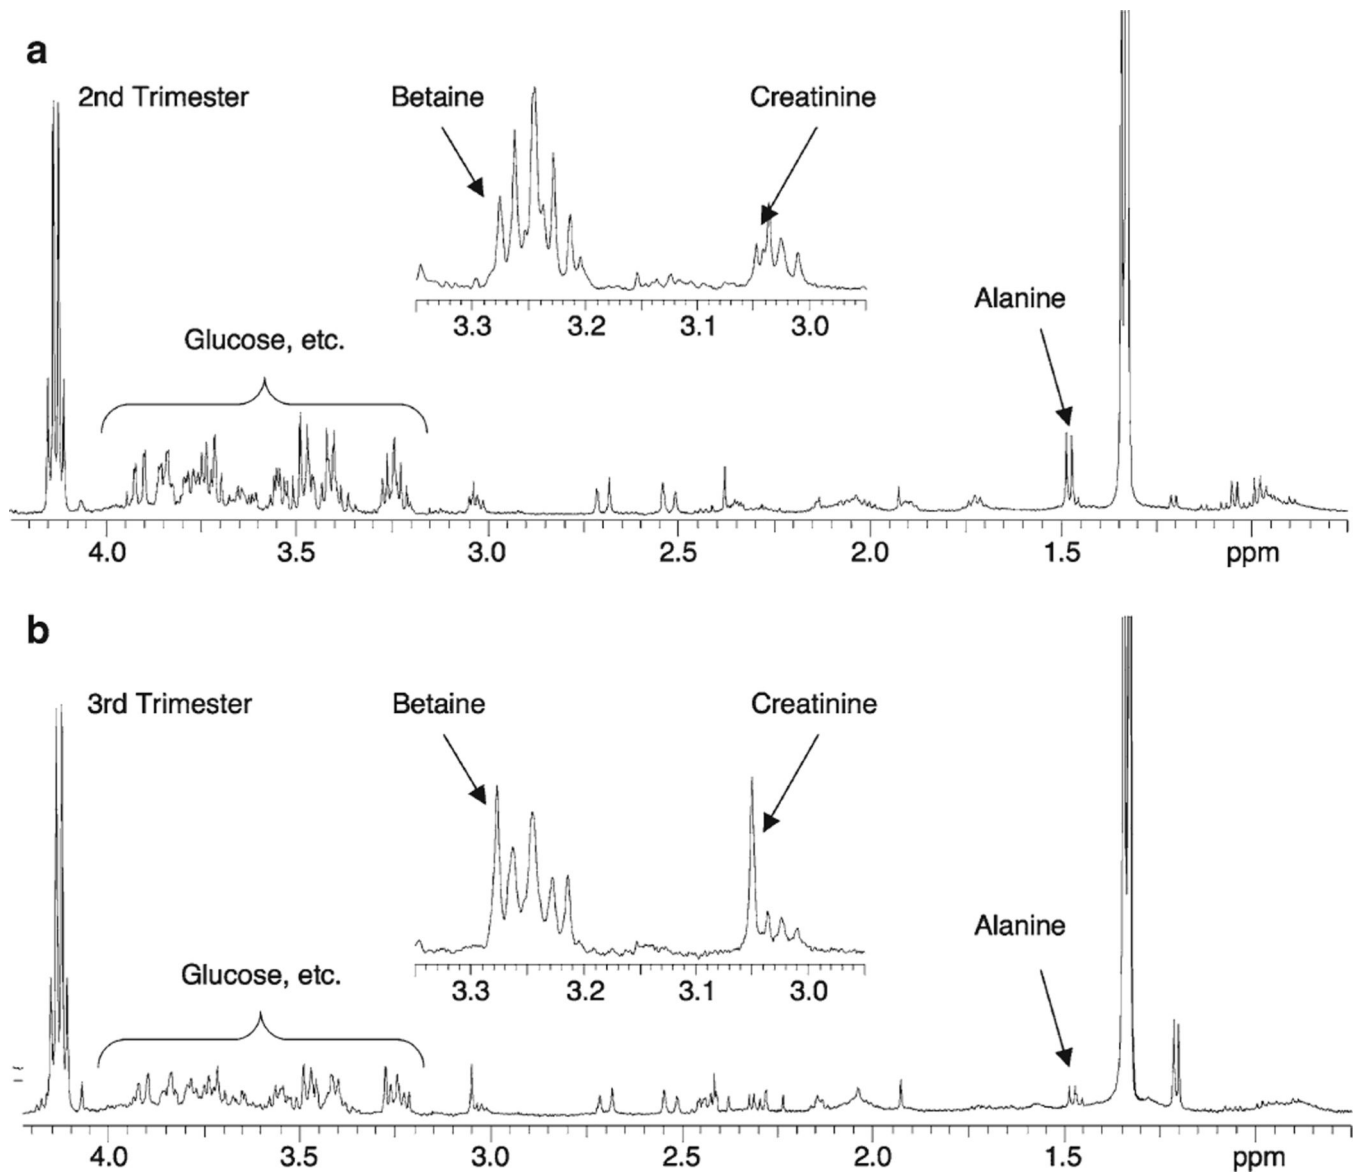 a
2nd Trimester
Betaine
Creatinine
Alanine
Glucose, etc.
3.3 3.2 3.1 3.0
4.0 3.5 3.0 2.5 2.0 1.5 ppm
b
3rd Trimester
Betaine
Creatinine
Alanine
Glucose, etc.
3.3 3.2 3.1 3.0
4.0 3.5 3.0 2.5 2.0 1.5 ppm